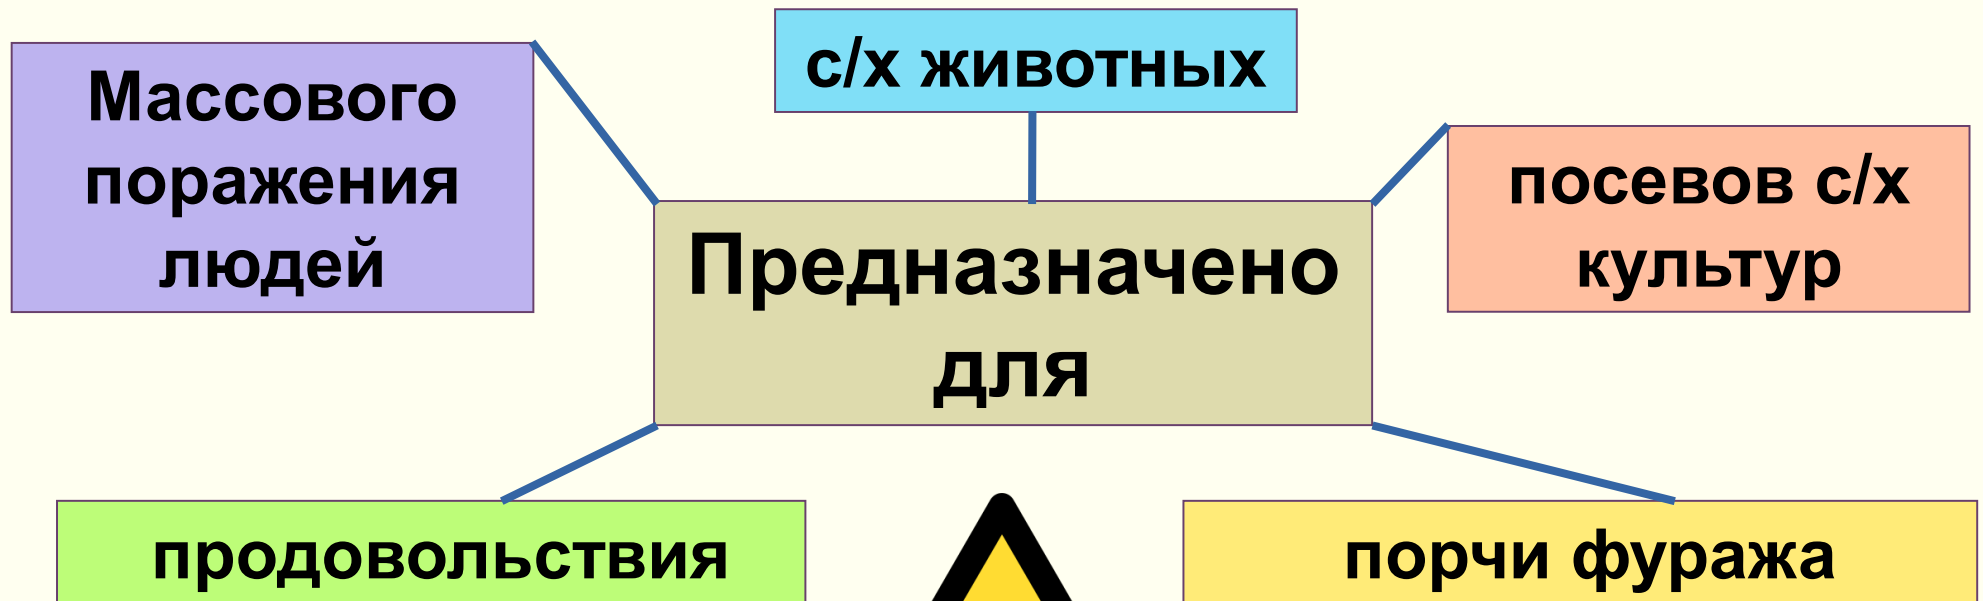 с/х животных
Массового
поражения
людей
посевов с/х
культур
Предназначено
для
продовольствия
порчи фуража